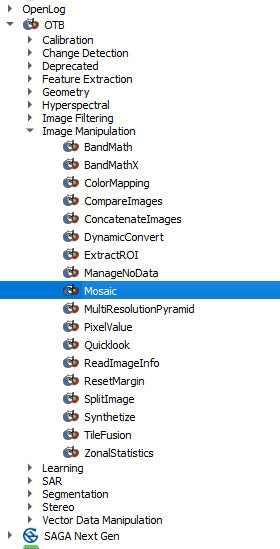 OpenLog
OTB
Calibration
Change Detection
Deprecated
Feature Extraction
Geometry
Hyperspectral
Image Filtering
Image Manipulation
BandMath
BandMathX
ColorMapping
CompareImages
ConcatenateImages
DynamicConvert
ExtractROI
ManageNoData
Mosaic
MultiResolutionPyramid
PixelValue
Quicklook
ReadImageInfo
ResetMargin
SplitImage
Synthetize
TileFusion
ZonalStatistics
Learning
SAR
Segmentation
Stereo
Vector Data Manipulation
SAGA Next Gen